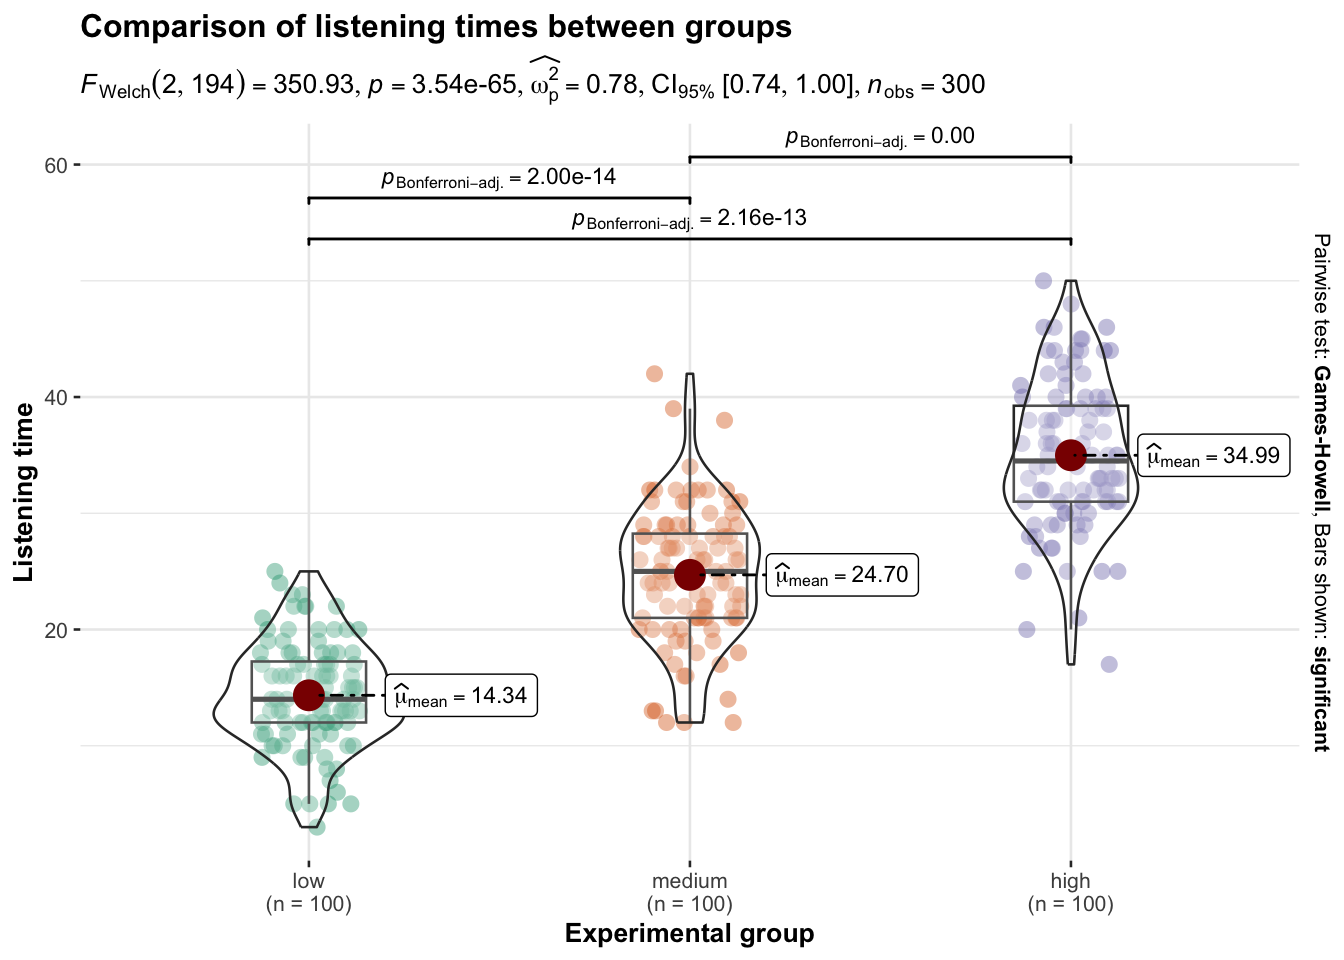 Comparison of listening times between groups
F_Welch(2, 194) = 350.93, p = 3.54e-65, ω̂²_p = 0.78, CI_95% [0.74, 1.00], n_obs = 300
p_Bonferroni−adj. = 0.00
60
p_Bonferroni−adj. = 2.00e-14
p_Bonferroni−adj. = 2.16e-13
40
20
μ̂_mean = 34.99
μ̂_mean = 24.70
μ̂_mean = 14.34
Listening time
Pairwise test: Games-Howell, Bars shown: significant
low
(n = 100)
medium
(n = 100)
high
(n = 100)
Experimental group